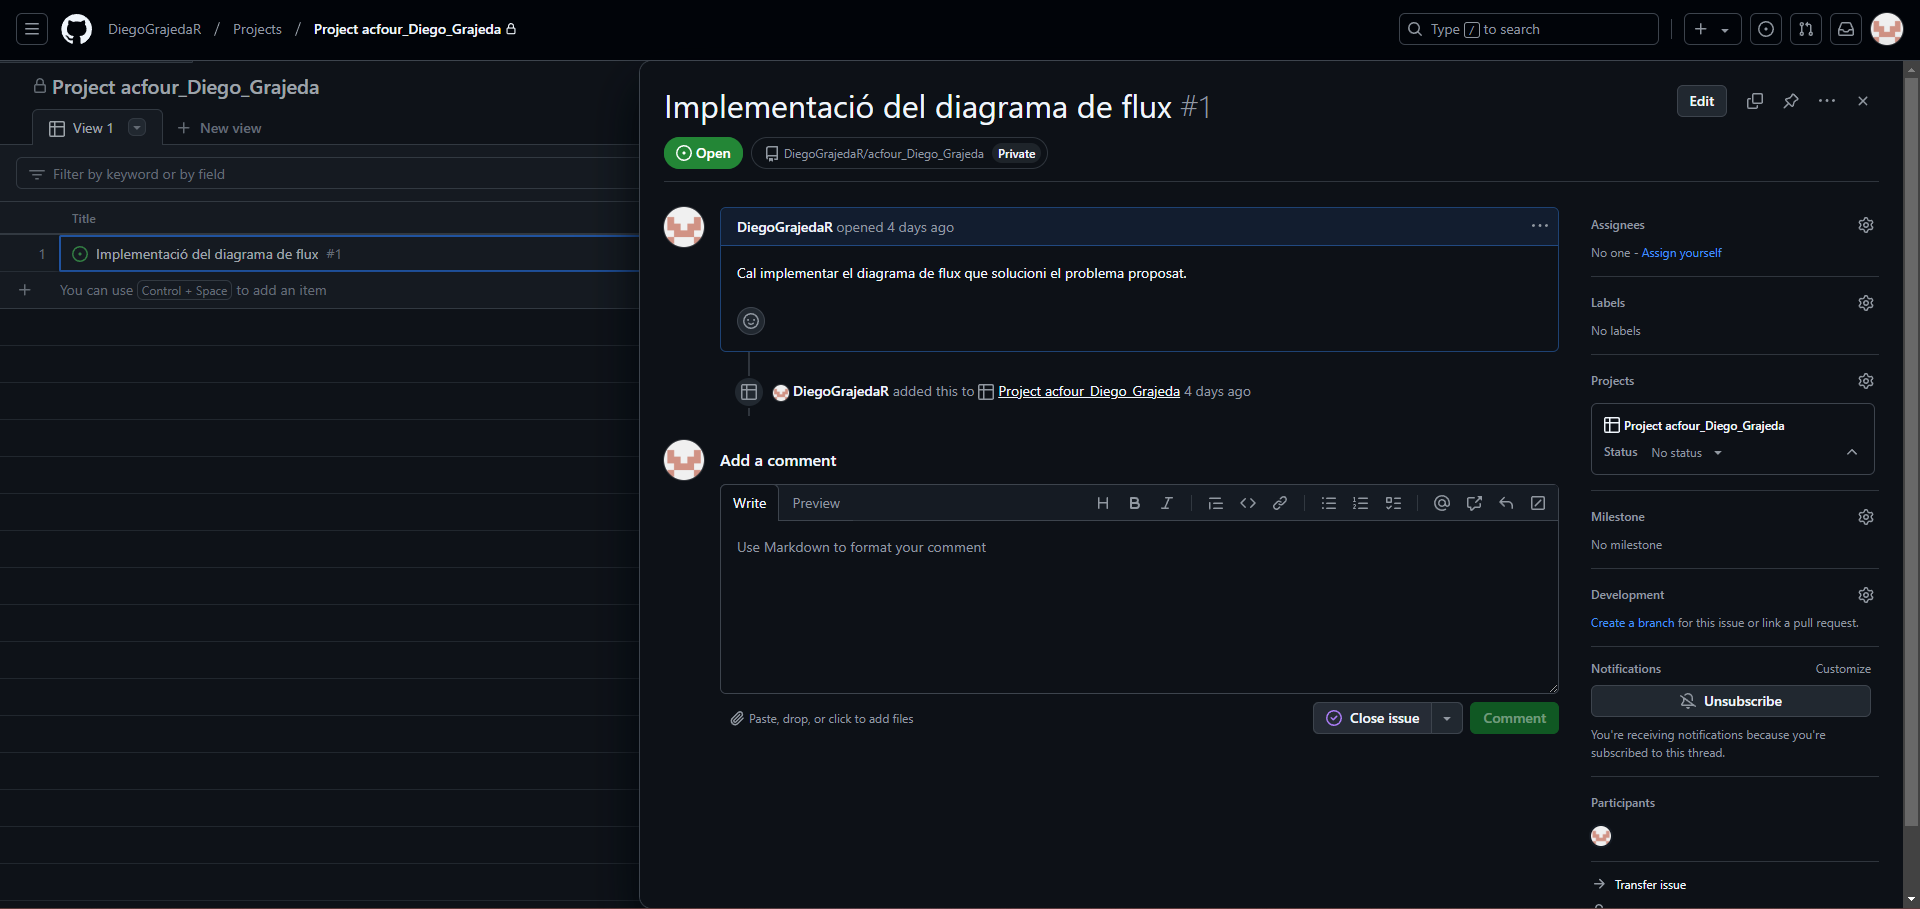 DiegoGrajedaR / Projects / Project acfour_Diego_Grajeda
Type / to search
Project acfour_Diego_Grajeda
View 1
New view
Filter by keyword or by field
Title
1 Implementació del diagrama de flux #1
You can use Control + Space to add an item
Implementació del diagrama de flux #1
Edit
Open
DiegoGrajedaR/acfour_Diego_Grajeda Private
DiegoGrajedaR opened 4 days ago
Cal implementar el diagrama de flux que solucioni el problema proposat.
DiegoGrajedaR added this to Project acfour_Diego_Grajeda 4 days ago
Add a comment
Write Preview
Use Markdown to format your comment
Paste, drop, or click to add files
Close issue
Comment
Assignees
No one - Assign yourself
Labels
No labels
Projects
Project acfour_Diego_Grajeda
Status No status
Milestone
No milestone
Development
Create a branch for this issue or link a pull request.
Notifications Customize
Unsubscribe
You're receiving notifications because you're
subscribed to this thread.
Participants
Transfer issue